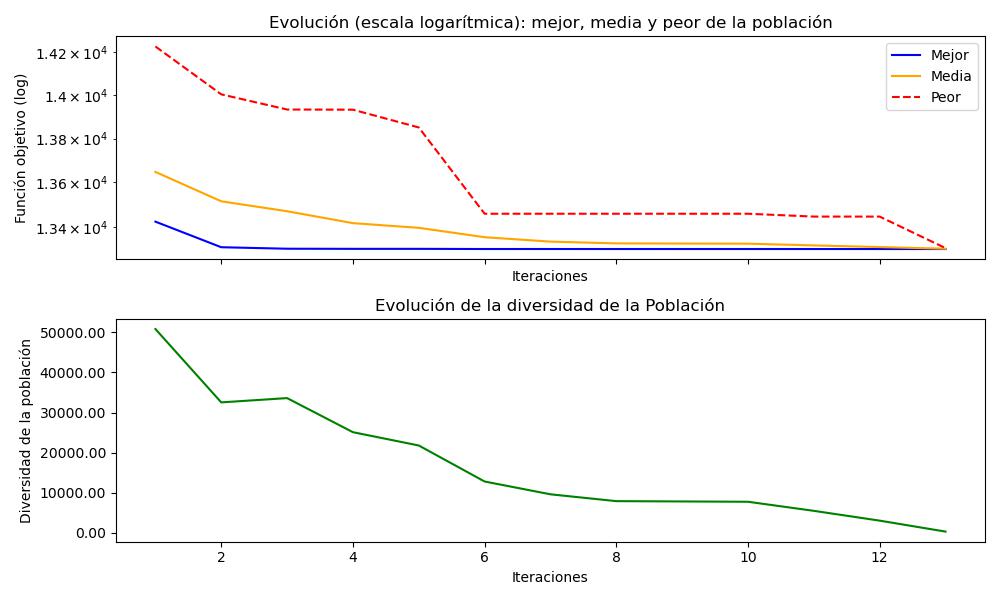 Evolución (escala logarítmica): mejor, media y peor de la población
Función objetivo (log)
1.42 × 10⁴
1.4 × 10⁴
1.38 × 10⁴
1.36 × 10⁴
1.34 × 10⁴
Mejor
Media
Peor
Iteraciones
Evolución de la diversidad de la Población
Diversidad de la población
50000.00
40000.00
30000.00
20000.00
10000.00
0.00
2 4 6 8 10 12
Iteraciones